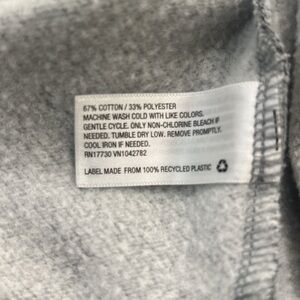 67% COTTON / 33% POLYESTER
MACHINE WASH COLD WITH LIKE COLORS.
GENTLE CYCLE. ONLY NON-CHLORINE BLEACH IF
NEEDED. TUMBLE DRY LOW. REMOVE PROMPTLY.
COOL IRON IF NEEDED.
RN17730 VN1042782
LABEL MADE FROM 100% RECYCLED PLASTIC